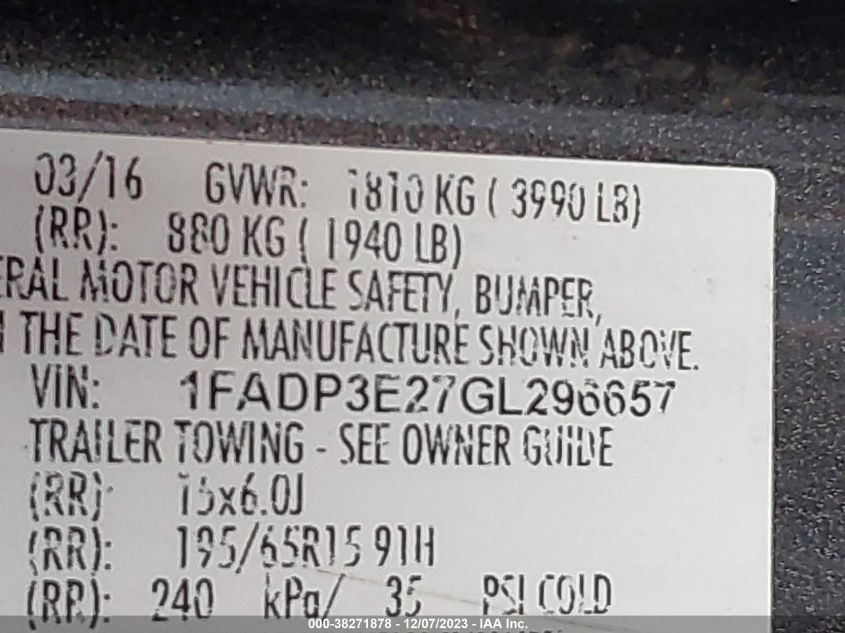 03/16 GVWR: 1810 KG ( 3990 LB)
(RR): 880 KG ( 1940 LB)
ERAL MOTOR VEHICLE SAFETY, BUMPER,
THE DATE OF MANUFACTURE SHOWN ABOVE.
VIN: 1FADP3E27GL296657
TRAILER TOWING - SEE OWNER GUIDE
(RR): 15x6.0J
(RR): 195/65R15 91H
(RR): 240 kPa/ 35 PSI COLD
000-38271878 - 12/07/2023 - IAA Inc.